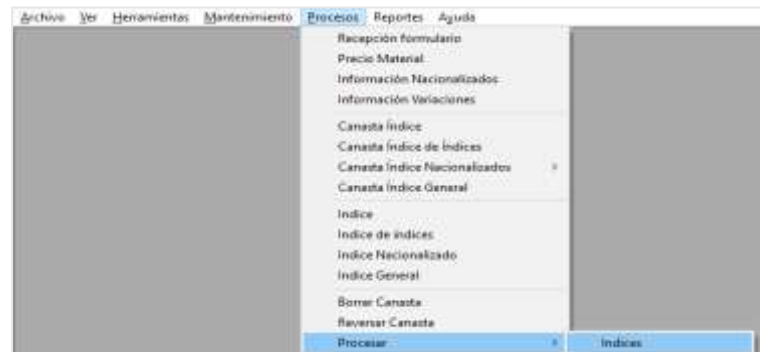 Archivo Ver Herramientas Mantenimiento Procesos Reportes Ayuda
Recepción formulario
Precio Material
Información Nacionalizados
Información Variaciones
Canasta Índice
Canasta Índice de Índices
Canasta Índice Nacionalizados
Canasta Índice General
Indice
Indice de indices
Indice Nacionalizado
Indice General
Borrar Canasta
Reversar Canasta
Procesar Indices